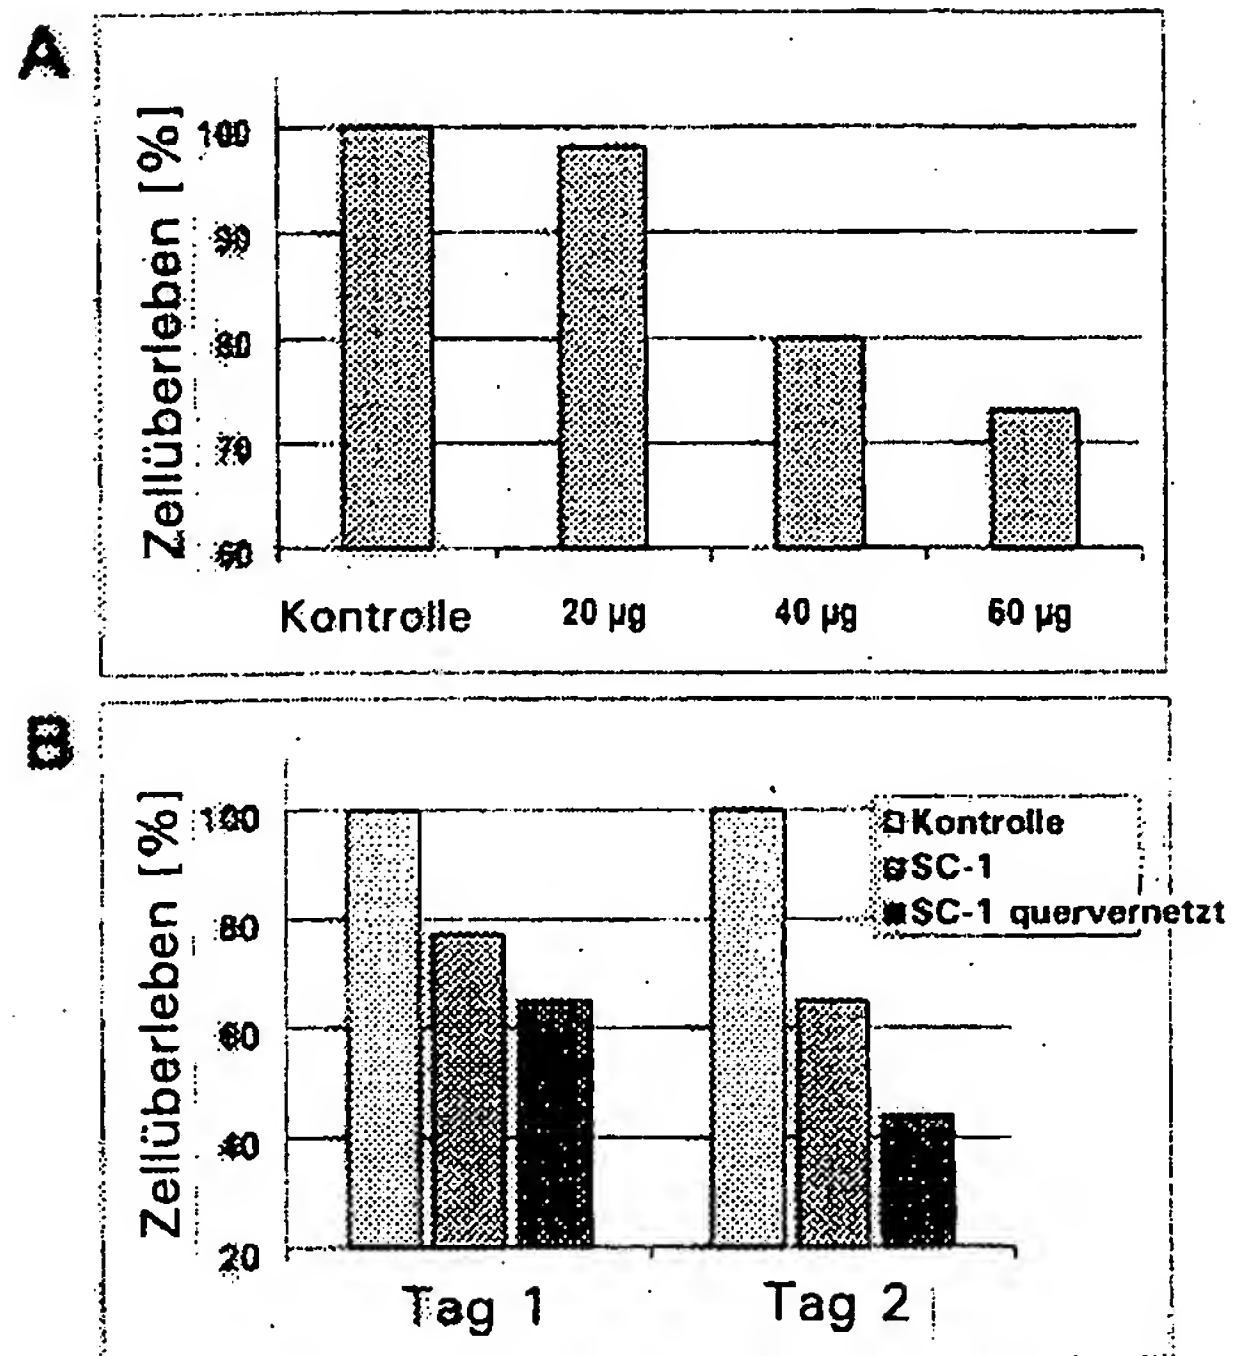 A
Zellüberleben [%]
100
90
80
70
60
Kontrolle 20 µg 40 µg 60 µg
B
Zellüberleben [%]
100
80
60
40
20
Kontrolle
SC-1
SC-1 quervernetzt
Tag 1 Tag 2